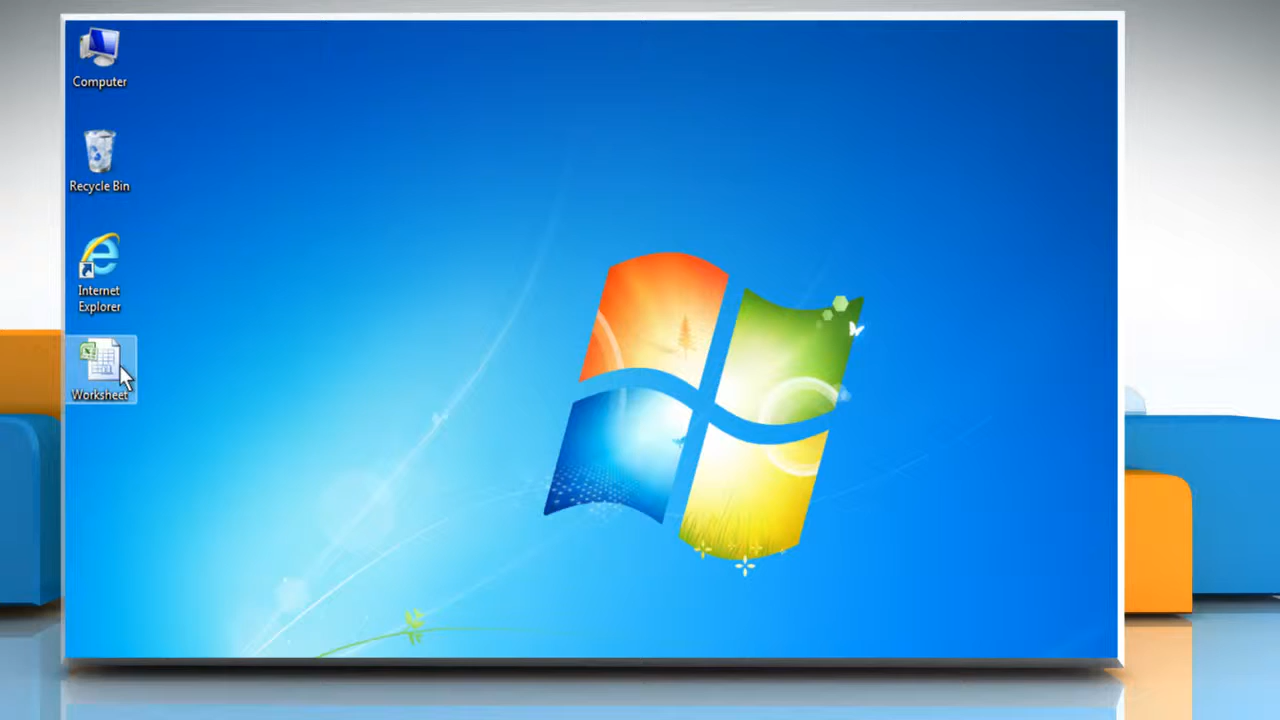 Computer
Recycle Bin
Internet
Explorer
Worksheet